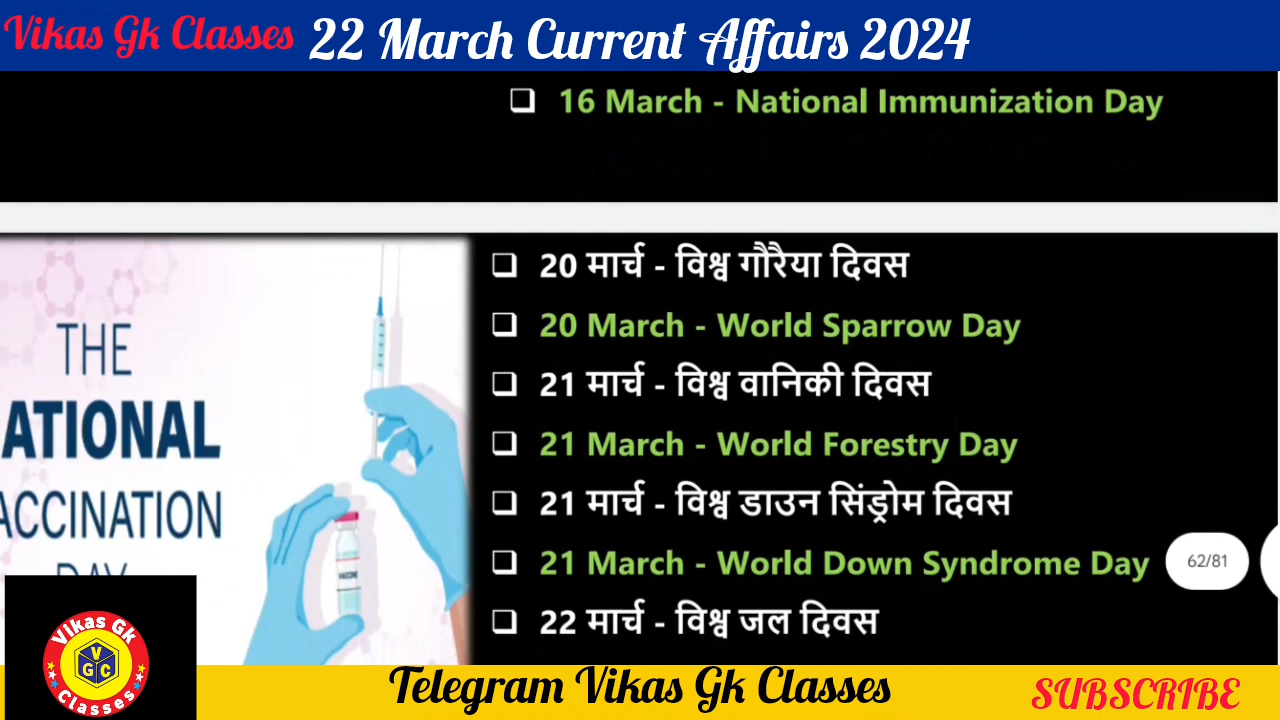 Vikas Gk Classes 22 March Current Affairs 2024
16 March - National Immunization Day
20 मार्च - विश्व गौरैया दिवस
20 March - World Sparrow Day
21 मार्च - विश्व वानिकी दिवस
21 March - World Forestry Day
21 मार्च - विश्व डाउन सिंड्रोम दिवस
21 March - World Down Syndrome Day
22 मार्च - विश्व जल दिवस
62/81
THE
ATIONAL
ACCINATION
DAY
VACCINE
Vikas Gk
V
G C
Classes
Telegram Vikas Gk Classes
SUBSCRIBE